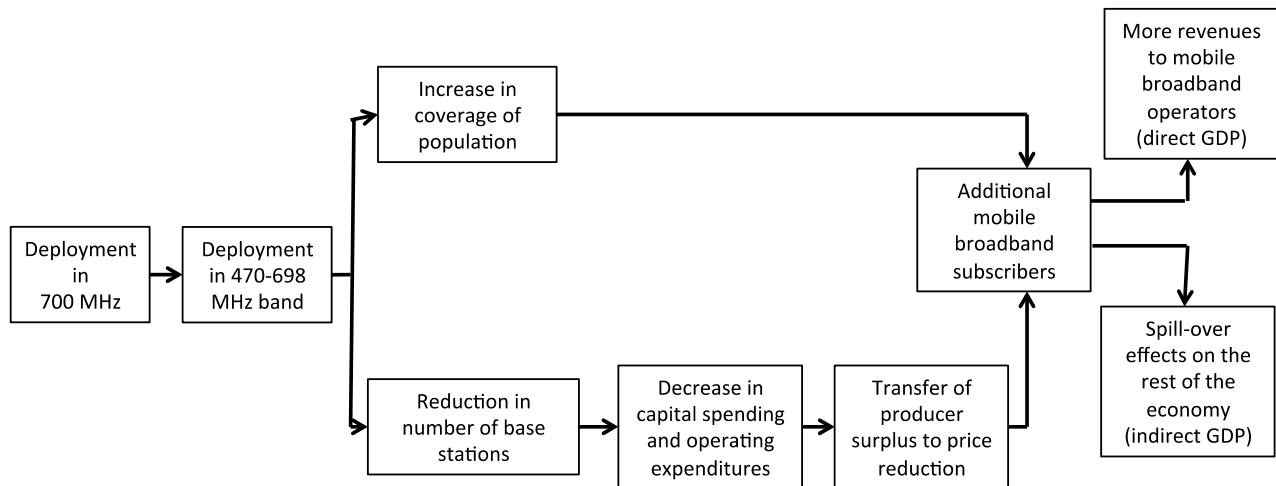 Deployment
in
700 MHz
Deployment
in 470-698
MHz band
Increase in
coverage of
population
Reduction in
number of base
stations
Decrease in
capital spending
and operating
expenditures
Transfer of
producer
surplus to price
reduction
Additional
mobile
broadband
subscribers
More revenues
to mobile
broadband
operators
(direct GDP)
Spill-over
effects on the
rest of the
economy
(indirect GDP)